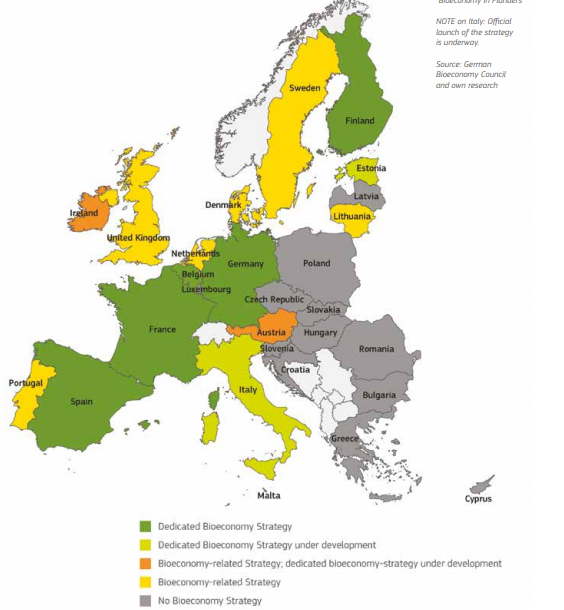 "Bioeconomy in Flanders"
NOTE on Italy: Official
launch of the strategy
is underway.
Source: German
Bioeconomy Council
and own research
Sweden
Finland
Estonia
Latvia
Lithuania
Denmark
Ireland
United Kingdom
Netherlands
Belgium
Luxembourg
Germany
Poland
Czech Republic
Slovakia
France
Austria
Hungary
Slovenia
Romania
Croatia
Portugal
Spain
Italy
Bulgaria
Greece
Malta
Cyprus
Dedicated Bioeconomy Strategy
Dedicated Bioeconomy Strategy under development
Bioeconomy-related Strategy; dedicated bioeconomy-strategy under development
Bioeconomy-related Strategy
No Bioeconomy Strategy